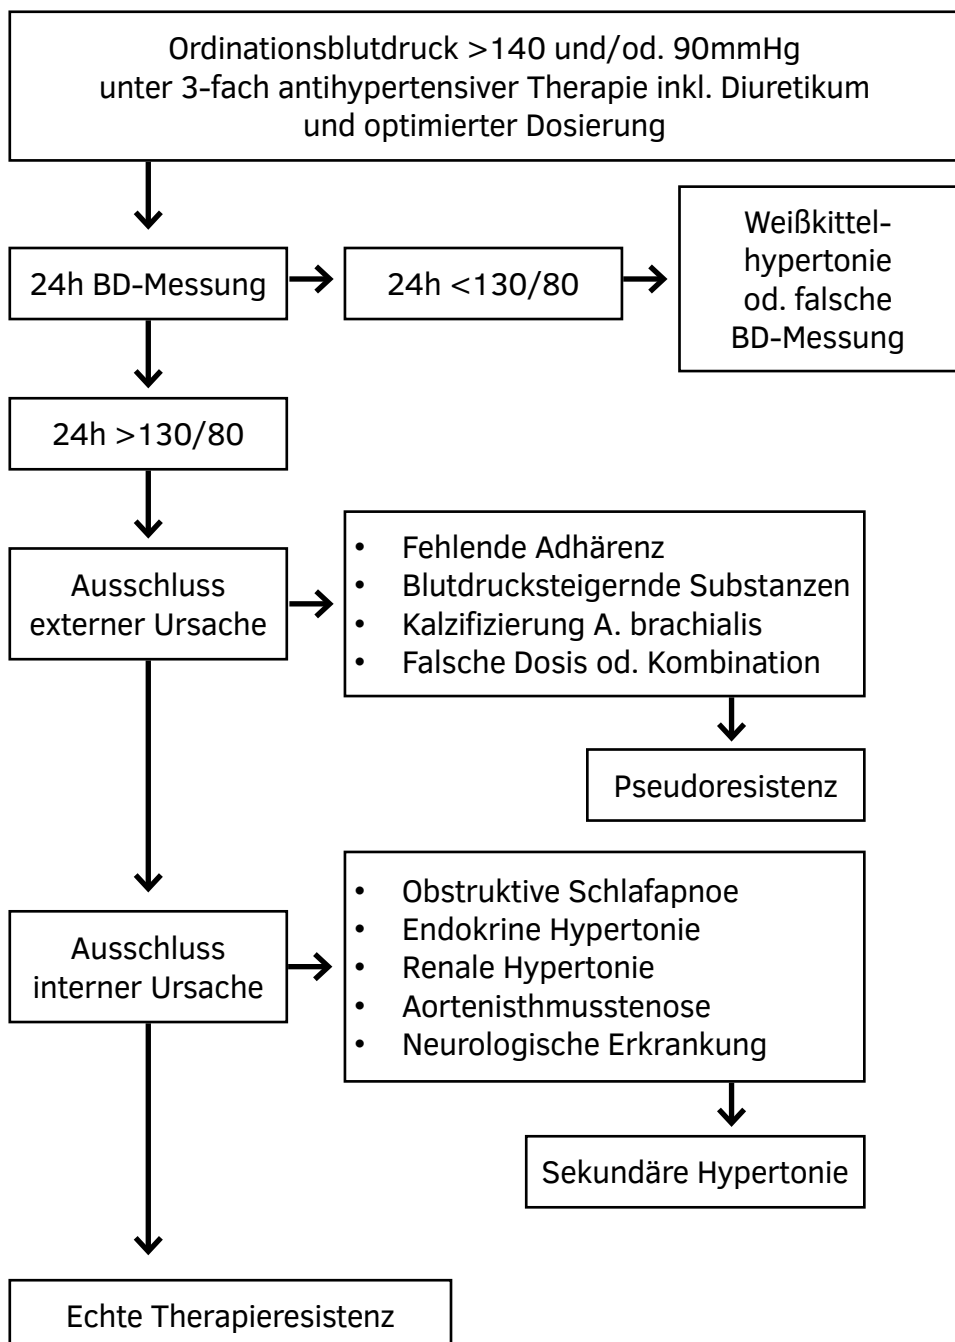 Ordinationsblutdruck >140 und/od. 90mmHg
unter 3-fach antihypertensiver Therapie inkl. Diuretikum
und optimierter Dosierung
24h BD-Messung
24h <130/80
Weißkittel-
hypertonie
od. falsche
BD-Messung
24h >130/80
Ausschluss
externer Ursache
• Fehlende Adhärenz
• Blutdrucksteigernde Substanzen
• Kalzifizierung A. brachialis
• Falsche Dosis od. Kombination
Pseudoresistenz
Ausschluss
interner Ursache
• Obstruktive Schlafapnoe
• Endokrine Hypertonie
• Renale Hypertonie
• Aortenisthmusstenose
• Neurologische Erkrankung
Sekundäre Hypertonie
Echte Therapieresistenz